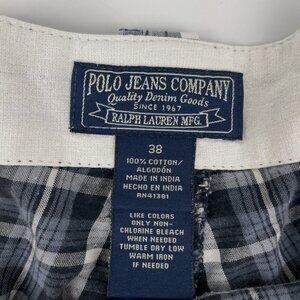 POLO JEANS COMPANY
Quality Denim Goods
SINCE 1967
RALPH LAUREN MFG.
38
100% COTTON/
ALGODÓN
MADE IN INDIA
HECHO EN INDIA
RN41381
LIKE COLORS
ONLY NON-
CHLORINE BLEACH
WHEN NEEDED
TUMBLE DRY LOW
WARM IRON
IF NEEDED